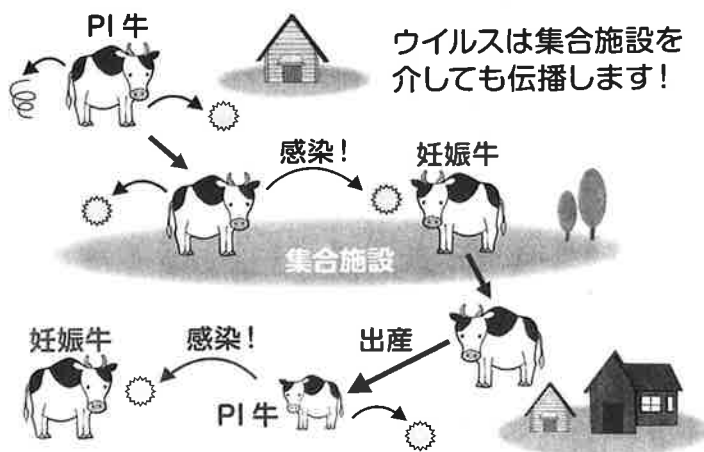 PI 牛
ウイルスは集合施設を
介しても伝播します！
感染！
妊娠牛
集合施設
妊娠牛
感染！
出産
PI 牛